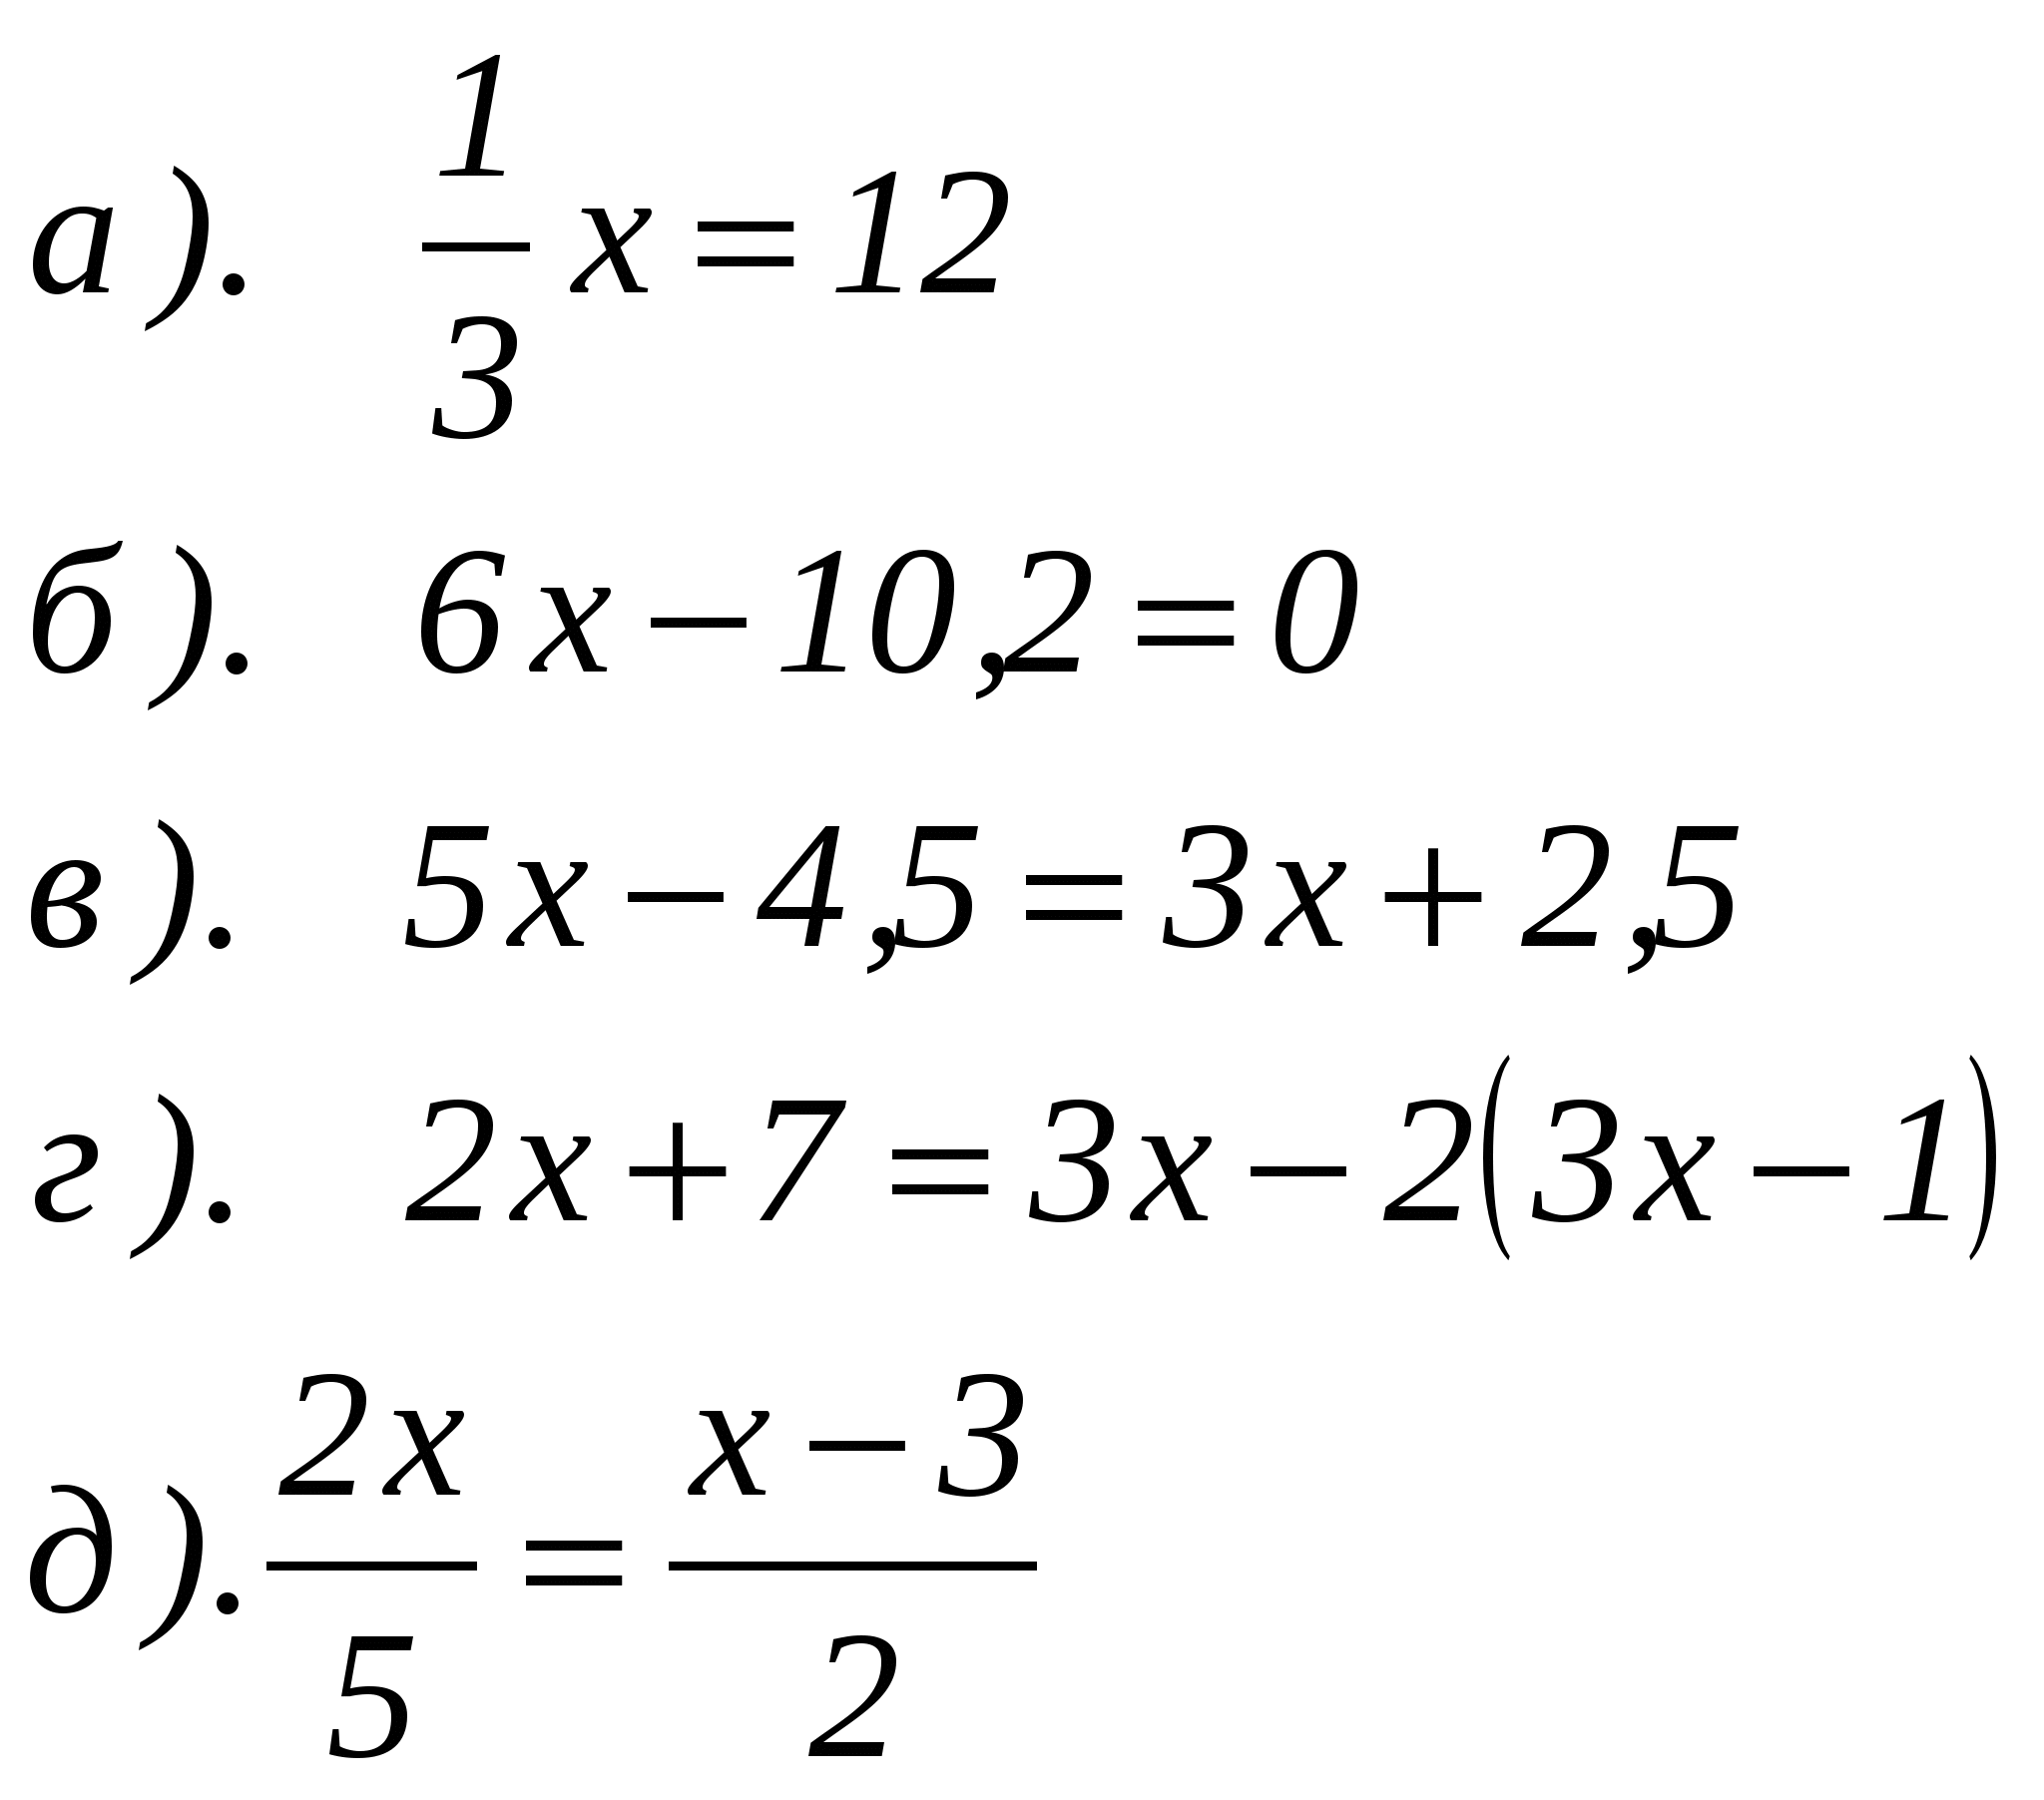 а). 1/3 x = 12
б). 6x − 10,2 = 0
в). 5x − 4,5 = 3x + 2,5
г). 2x + 7 = 3x − 2(3x − 1)
д). 2x/5 = x − 3/2